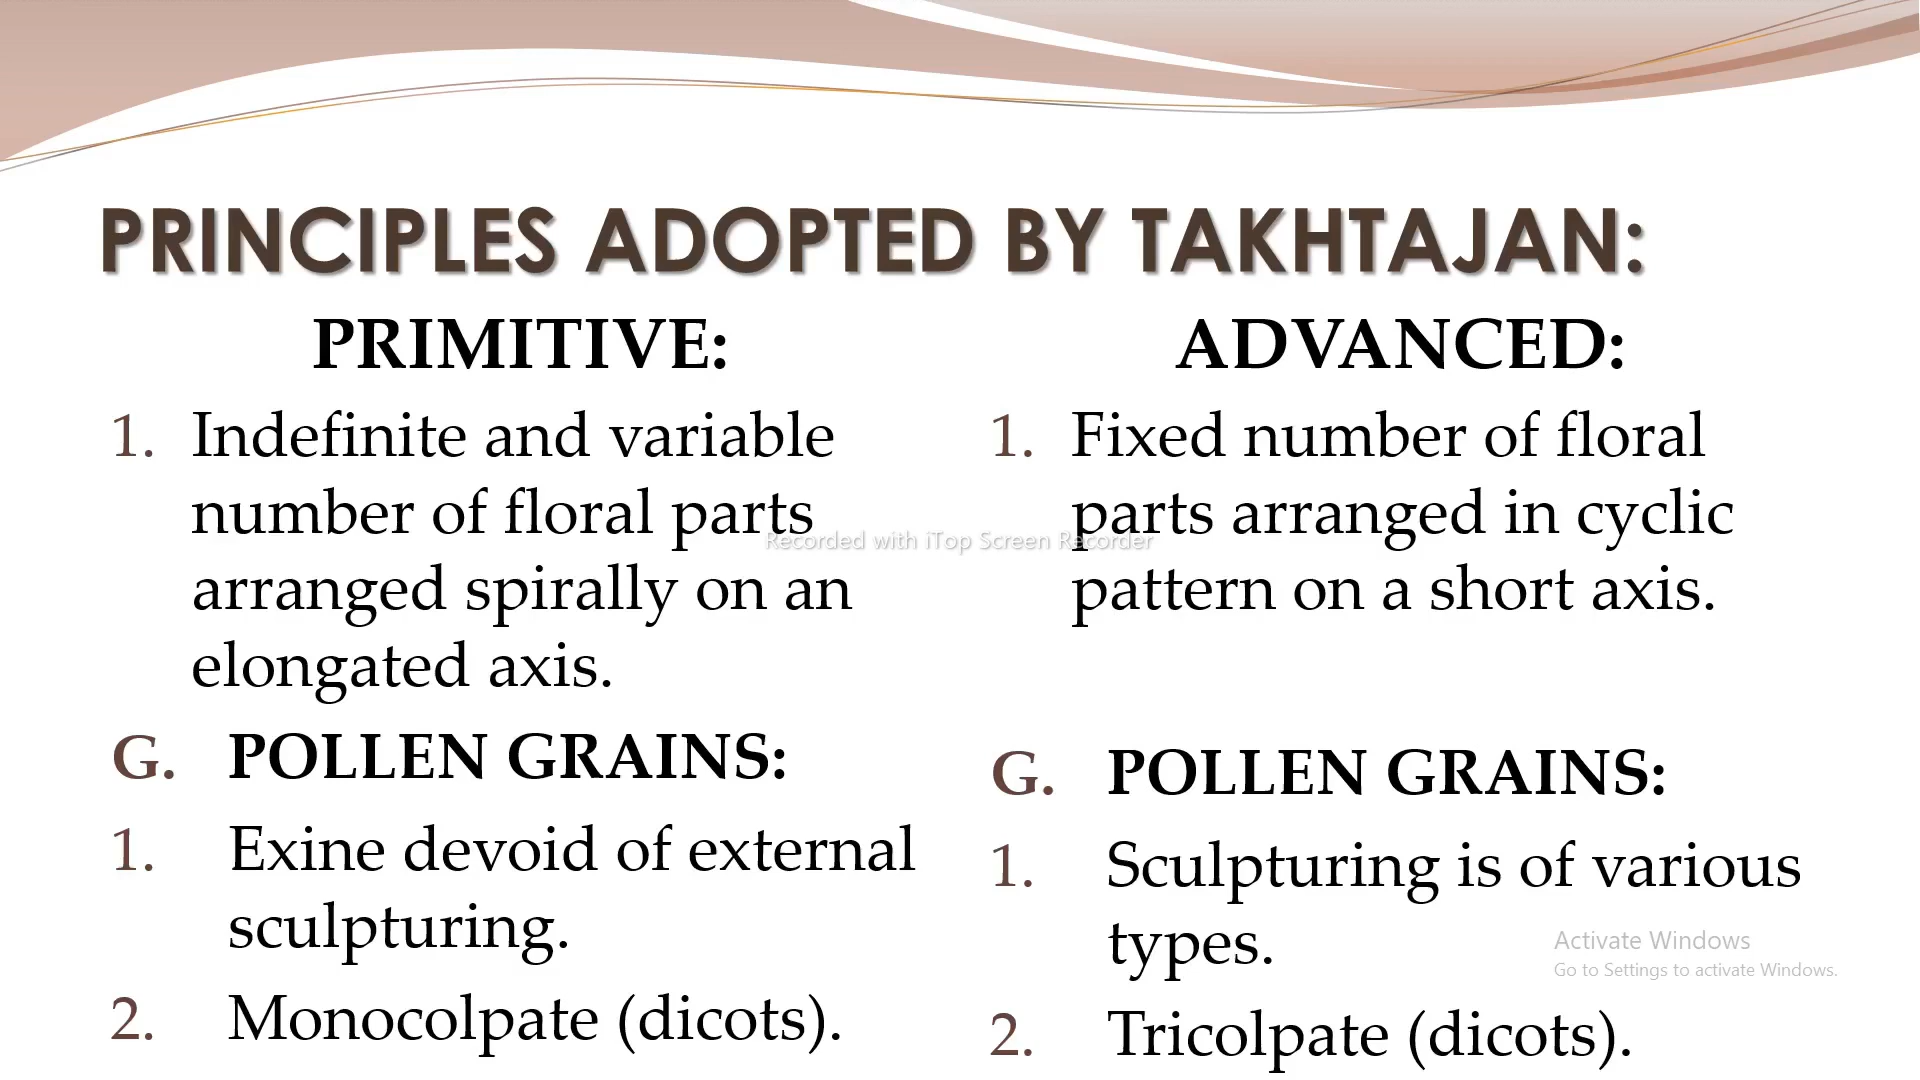 PRINCIPLES ADOPTED BY TAKHTAJAN:
PRIMITIVE:
1. Indefinite and variable
number of floral parts
arranged spirally on an
elongated axis.
G. POLLEN GRAINS:
1. Exine devoid of external
sculpturing.
2. Monocolpate (dicots).
ADVANCED:
1. Fixed number of floral
parts arranged in cyclic
pattern on a short axis.
G. POLLEN GRAINS:
1. Sculpturing is of various
types.
2. Tricolpate (dicots).
Recorded with iTop Screen Recorder
Activate Windows
Go to Settings to activate Windows.